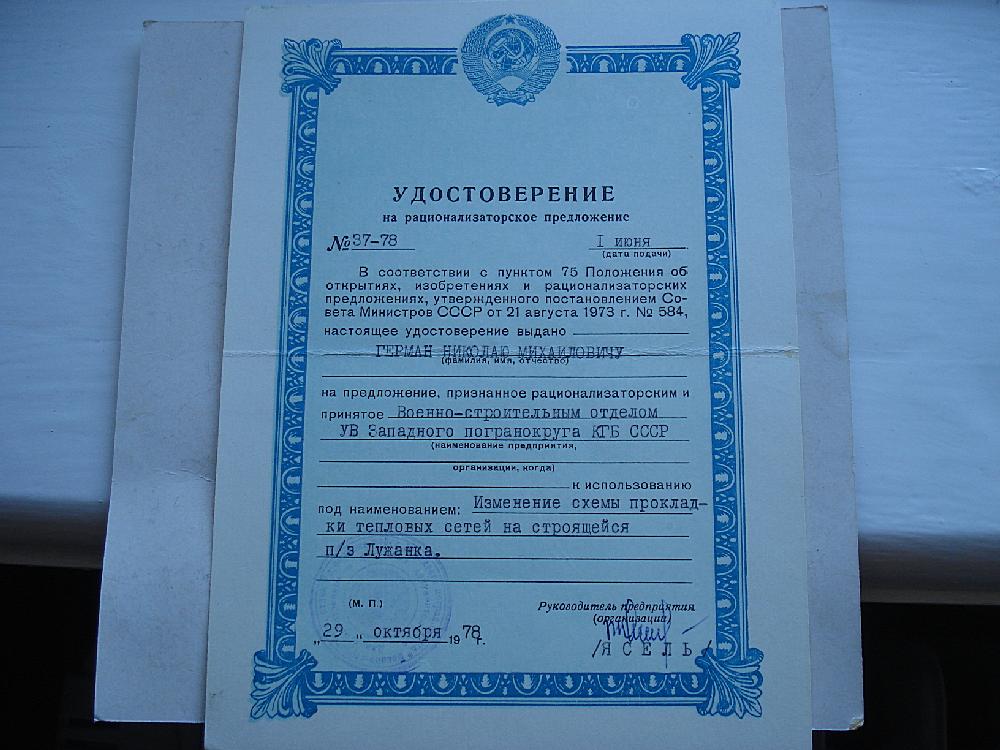 УДОСТОВЕРЕНИЕ
на рационализаторское предложение
№ 37-78 I июня
(дата подачи)
В соответствии с пунктом 75 Положения об
открытиях, изобретениях и рационализаторских
предложениях, утвержденного постановлением Со-
вета Министров СССР от 21 августа 1973 г. № 584,
настоящее удостоверение выдано
ГЕРМАН НИКОЛАЮ МИХАИЛОВИЧУ
(фамилия, имя, отчество)
на предложение, признанное рационализаторским и
принятое Военно-строительным отделом
УВ Западного погранокруга КГБ СССР
(наименование предприятия,
организации, когда)
к использованию
под наименованием: Изменение схемы проклад-
ки тепловых сетей на строящейся
п/з Лужанка.
(М. П.) Руководитель предприятия
(организации)
„29„ октября 1978 г.
/ЯСЕЛЬ/